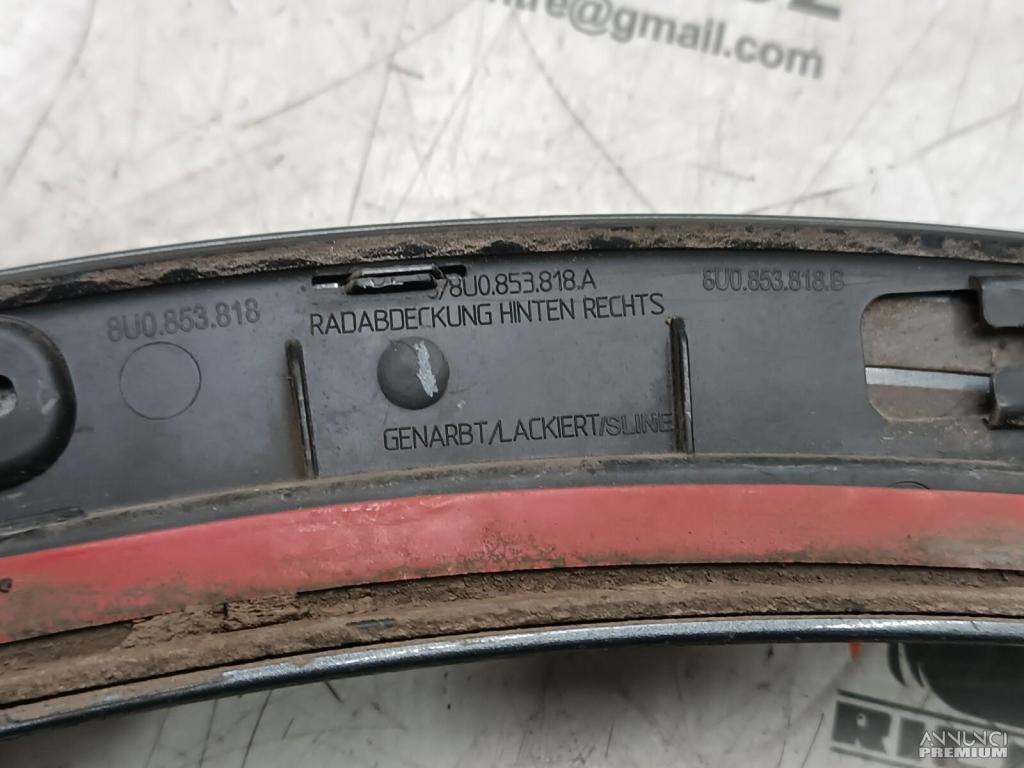 ntre@gmail.com
8U0.853.818
/8U0.853.818.A
8U0.853.818.B
RADABDECKUNG HINTEN RECHTS
GENARBT/LACKIERT/SLINE
ANNUNCI
PREMIUM